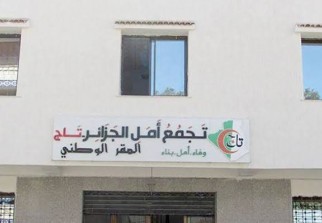 تجمع أمل الجزائر. تاج
المقر الوطني
وفاء. أمل. بناء
تاج